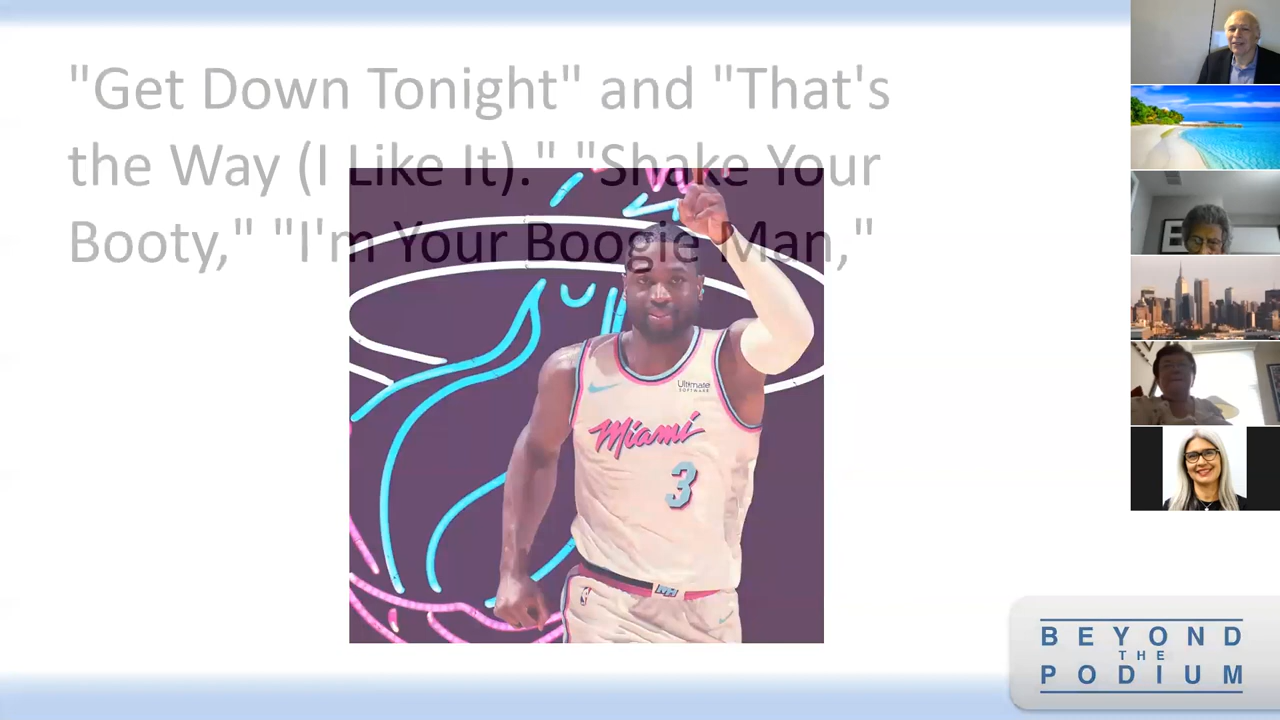 "Get Down Tonight" and "That's
the Way (I Like It)." "Shake Your
Booty," "I'm Your Boogie Man,"
Ultimate
SOFTWARE
Miami
3
BEYOND
THE
PODIUM